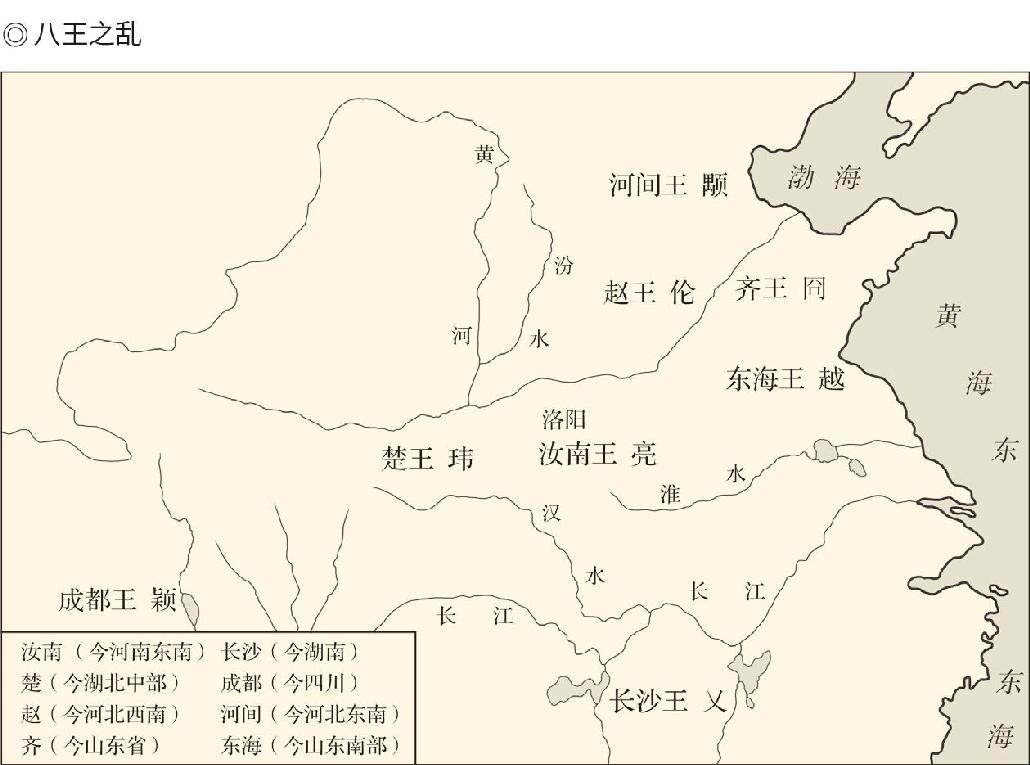 ◎ 八王之乱
黄
河间王 颙
渤海
汾
赵王 伦
齐王 冏
黄
河
水
东海王 越
海
洛阳
东
楚王 玮
汝南王 亮
水
淮
汉
水
长江
成都王 颖
长江
汝南（今河南东南） 长沙（今湖南）
楚（今湖北中部） 成都（今四川）
赵（今河北西南） 河间（今河北东南）
齐（今山东省） 东海（今山东南部）
长沙王 乂
东
海